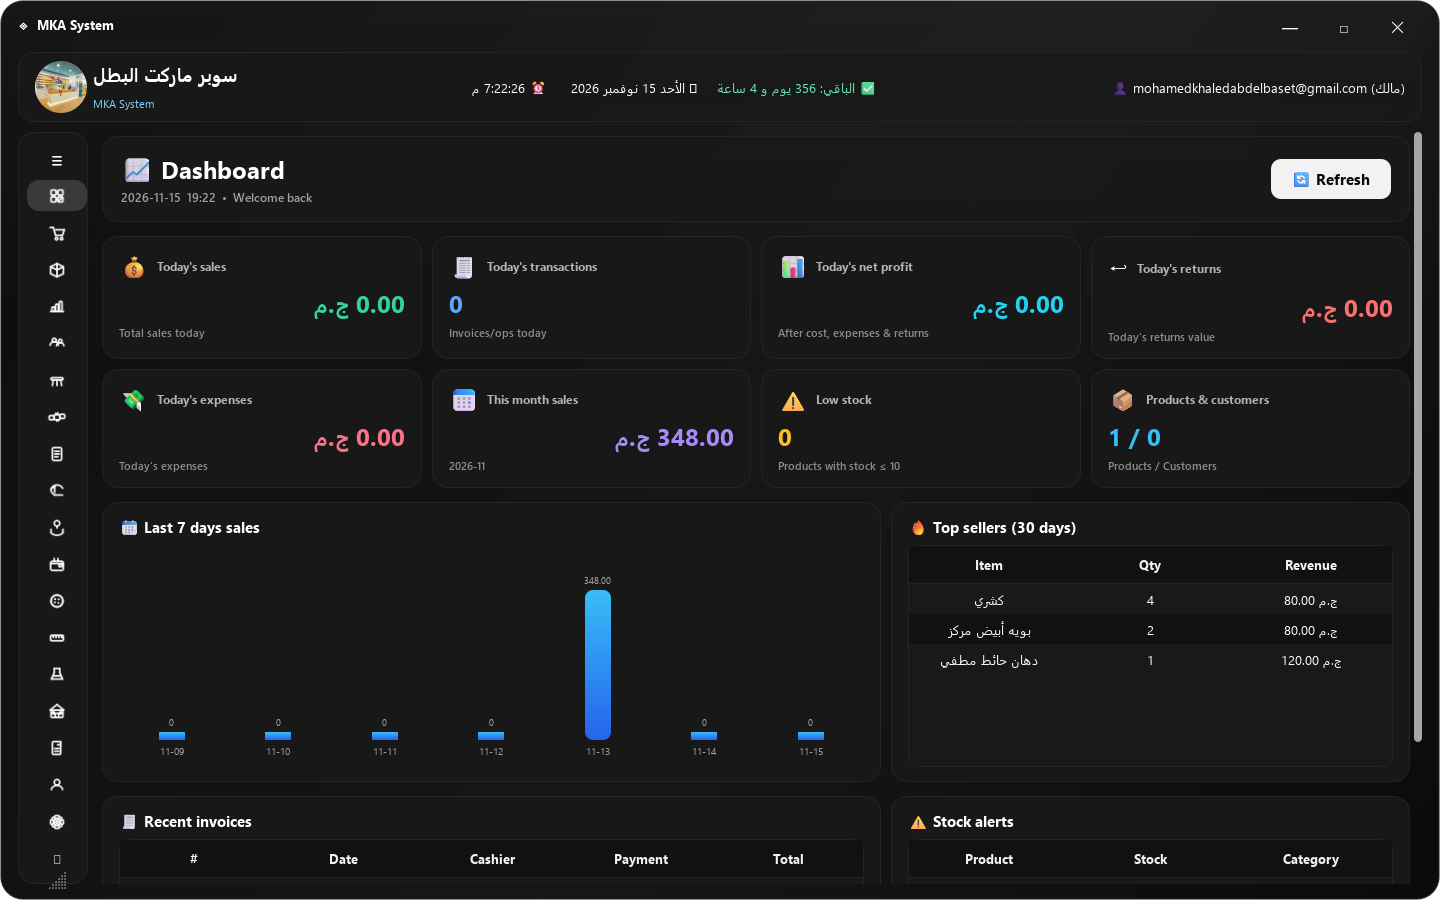 MKA System
سوبر ماركت البطل
MKA System
7:22:26 م
الأحد 15 نوفمبر 2026
الباقي: 356 يوم و 4 ساعة
mohamedkhaledabdelbaset@gmail.com (مالك)
Dashboard
2026-11-15 19:22 • Welcome back
Refresh
Today's sales
0.00 ج.م
Total sales today
Today's transactions
0
Invoices/ops today
Today's net profit
0.00 ج.م
After cost, expenses & returns
Today's returns
0.00 ج.م
Today's returns value
Today's expenses
0.00 ج.م
Today's expenses
This month sales
348.00 ج.م
2026-11
Low stock
0
Products with stock ≤ 10
Products & customers
1 / 0
Products / Customers
Last 7 days sales
348.00
0 0 0 0 0 0
11-09 11-10 11-11 11-12 11-13 11-14 11-15
Top sellers (30 days)
Item Qty Revenue
كشري 4 80.00 ج.م
بويه أبيض مركز 2 80.00 ج.م
دهان حائط مطفي 1 120.00 ج.م
Recent invoices
# Date Cashier Payment Total
Stock alerts
Product Stock Category